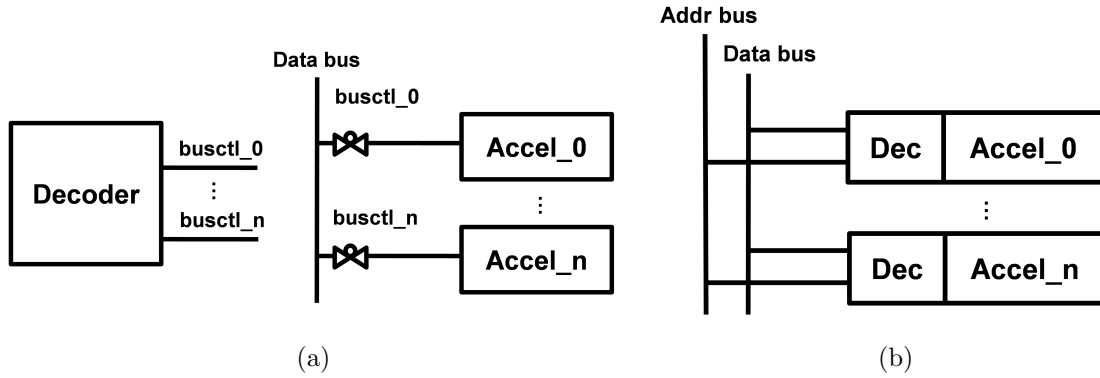 Data bus
busctl_0
Decoder
busctl_0
⋮
busctl_n
Accel_0
⋮
busctl_n
Accel_n
(a)
Addr bus
Data bus
Dec Accel_0
⋮
Dec Accel_n
(b)